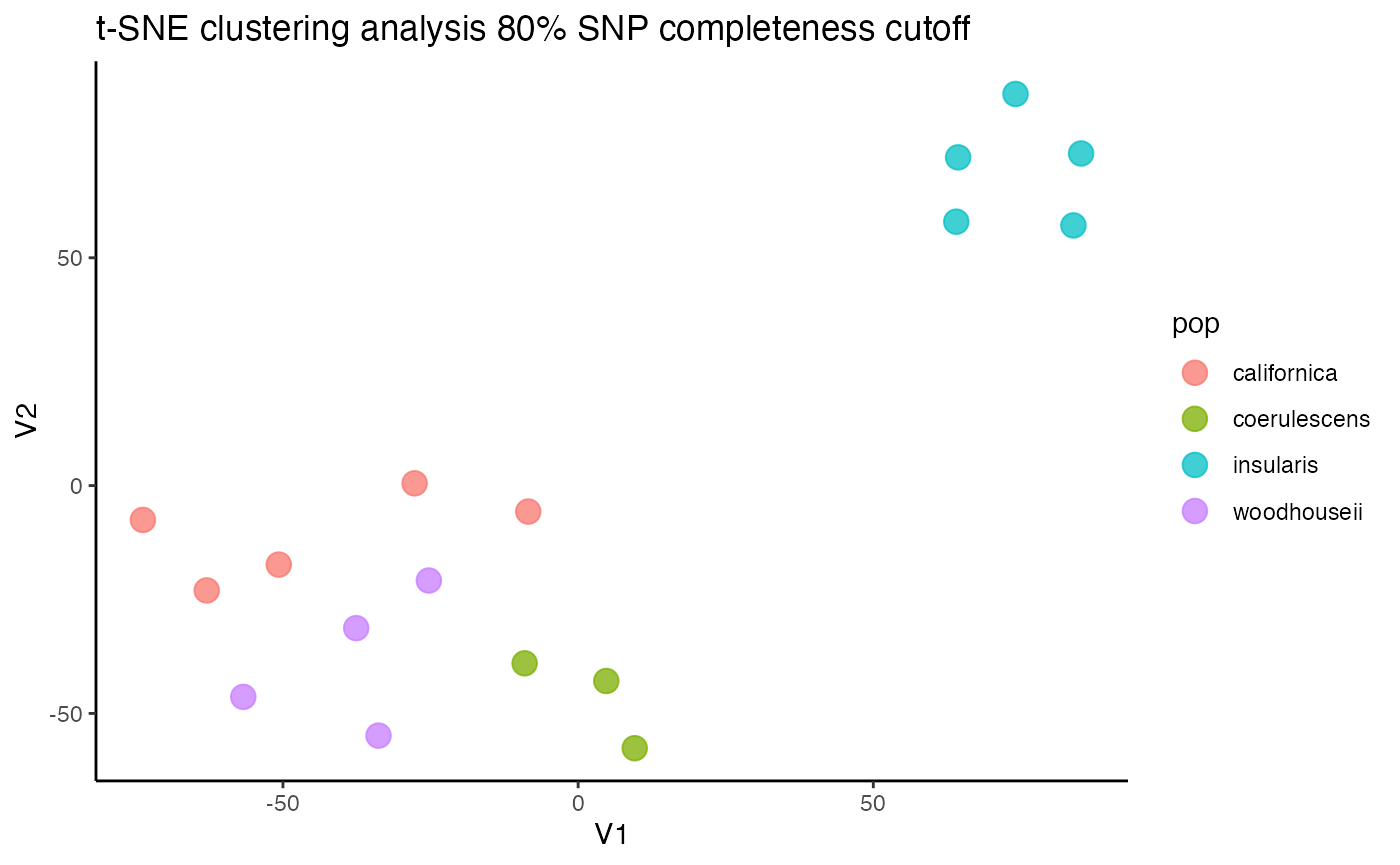 t-SNE clustering analysis 80% SNP completeness cutoff
V2
50
0
-50
-50
0
50
V1
pop
californica
coerulescens
insularis
woodhouseii